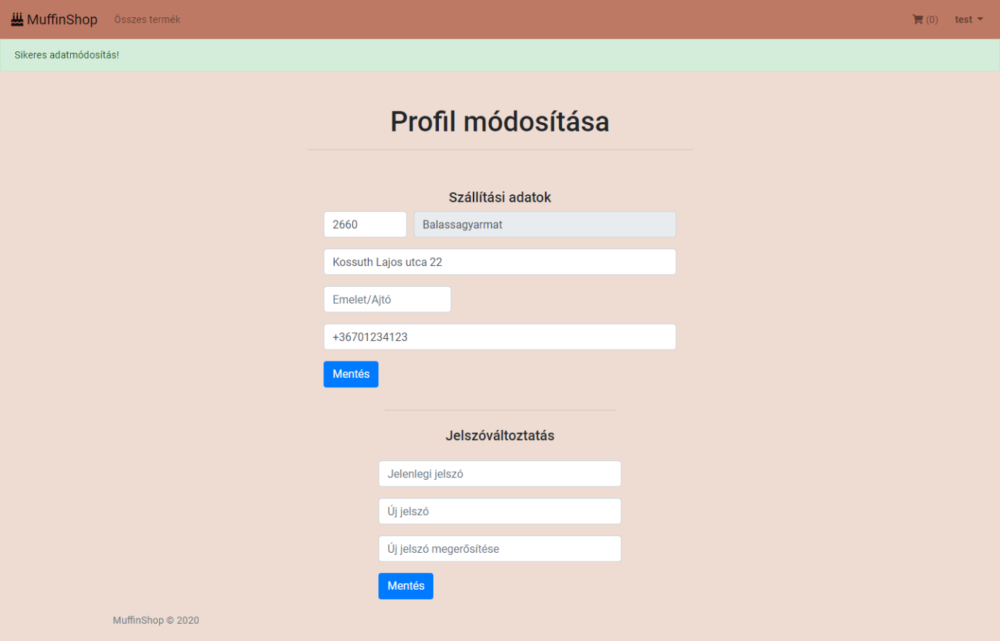 MuffinShop Összes termék (0) test
Sikeres adatmódosítás!
Profil módosítása
Szállítási adatok
2660 Balassagyarmat
Kossuth Lajos utca 22
Emelet/Ajtó
+36701234123
Mentés
Jelszóváltoztatás
Jelenlegi jelszó
Új jelszó
Új jelszó megerősítése
Mentés
MuffinShop © 2020